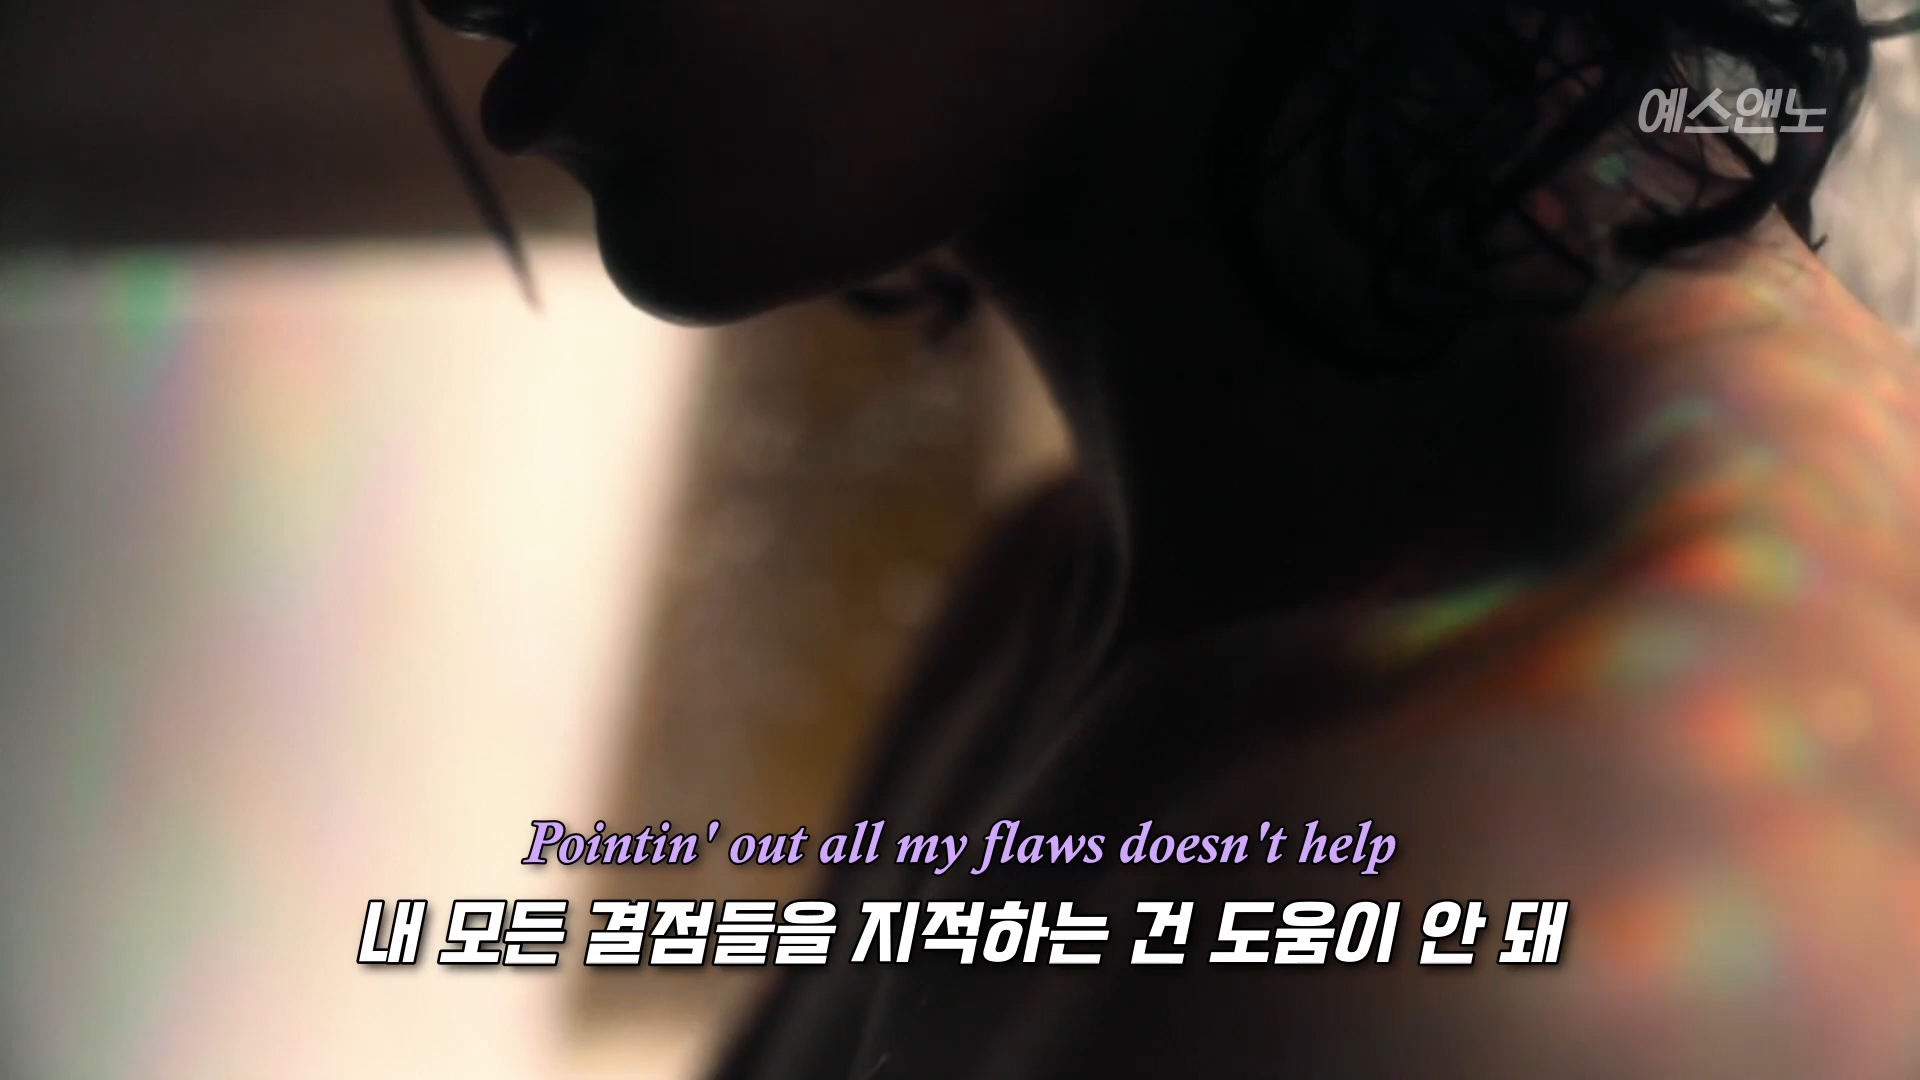 예스앤노
Pointin' out all my flaws doesn't help
내 모든 결점들을 지적하는 건 도움이 안 돼